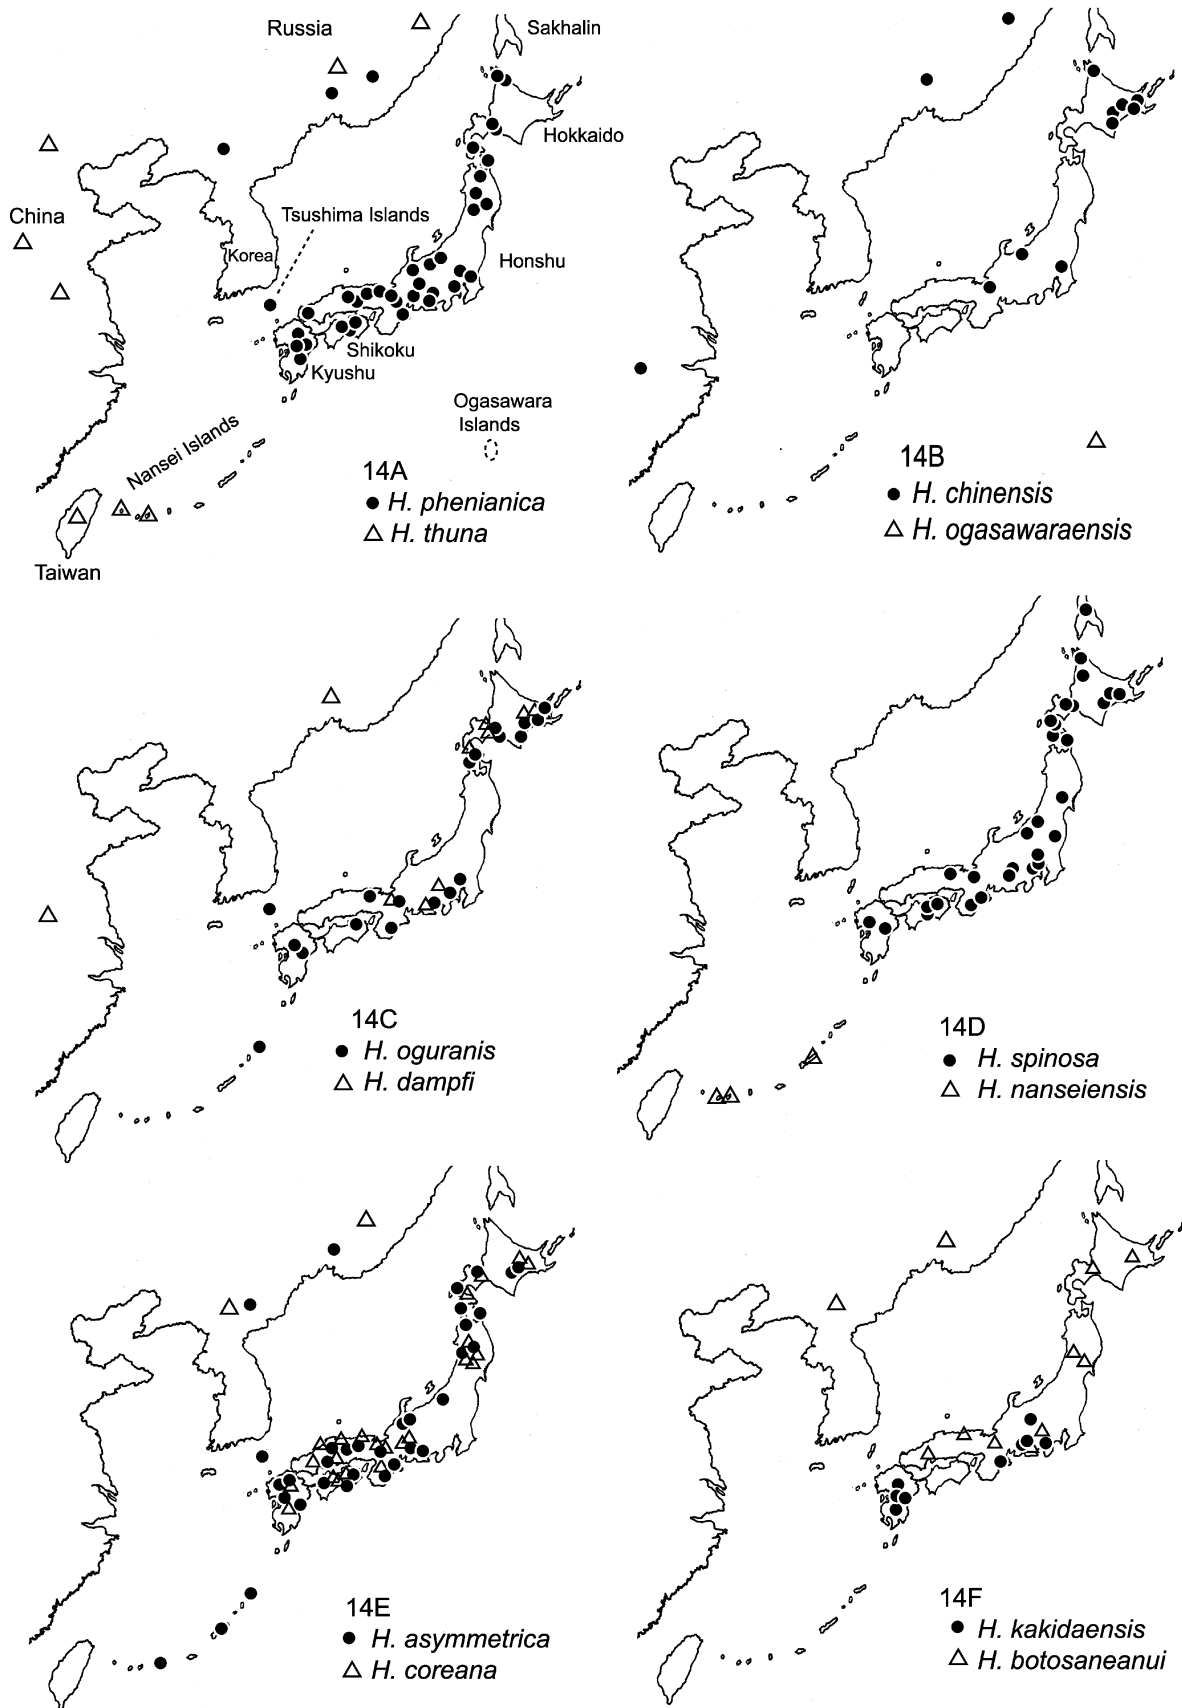 Russia
Sakhalin
Hokkaido
China
Tsushima Islands
Korea
Honshu
Shikoku
Kyushu
Ogasawara
Islands
Nansei Islands
Taiwan
14A
H. phenianica
H. thuna
14B
H. chinensis
H. ogasawaraensis
14C
H. oguranis
H. dampfi
14D
H. spinosa
H. nanseiensis
14E
H. asymmetrica
H. coreana
14F
H. kakidaensis
H. botosaneanui